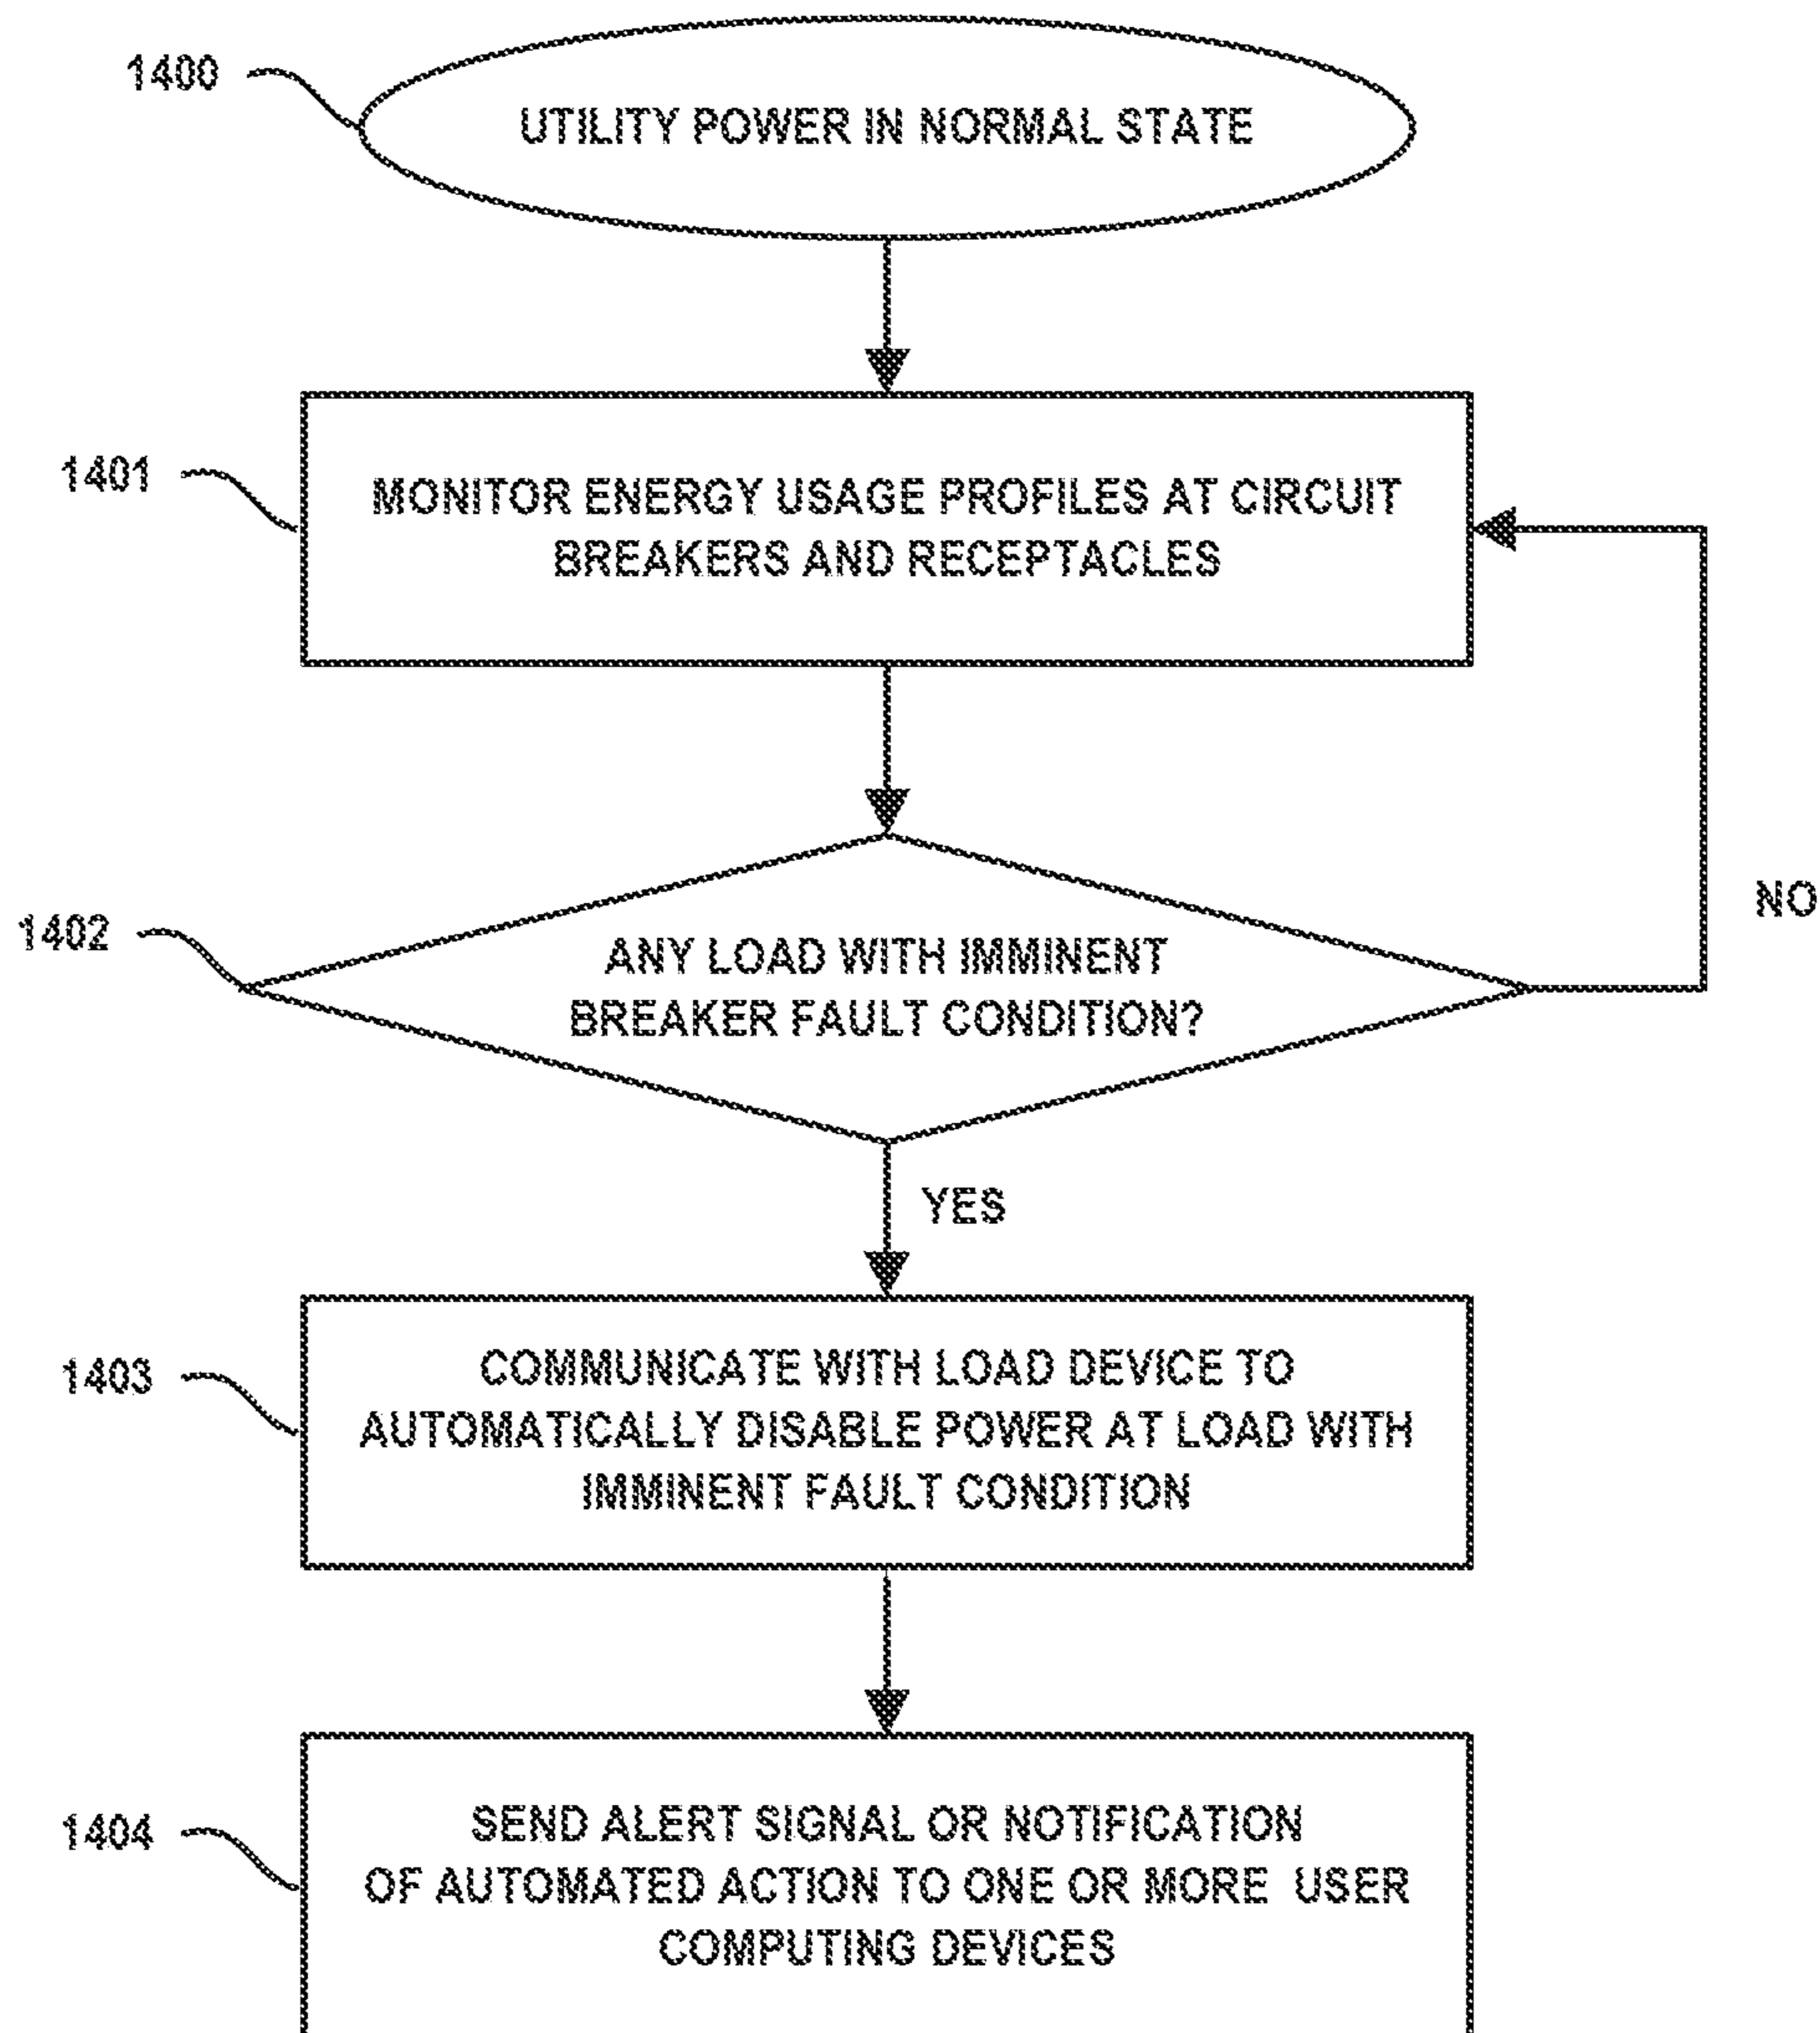 1400
UTILITY POWER IN NORMAL STATE
1401
MONITOR ENERGY USAGE PROFILES AT CIRCUIT
BREAKERS AND RECEPTACLES
NO
1402
ANY LOAD WITH IMMINENT
BREAKER FAULT CONDITION?
YES
1403
COMMUNICATE WITH LOAD DEVICE TO
AUTOMATICALLY DISABLE POWER AT LOAD WITH
IMMINENT FAULT CONDITION
1404
SEND ALERT SIGNAL OR NOTIFICATION
OF AUTOMATED ACTION TO ONE OR MORE USER
COMPUTING DEVICES